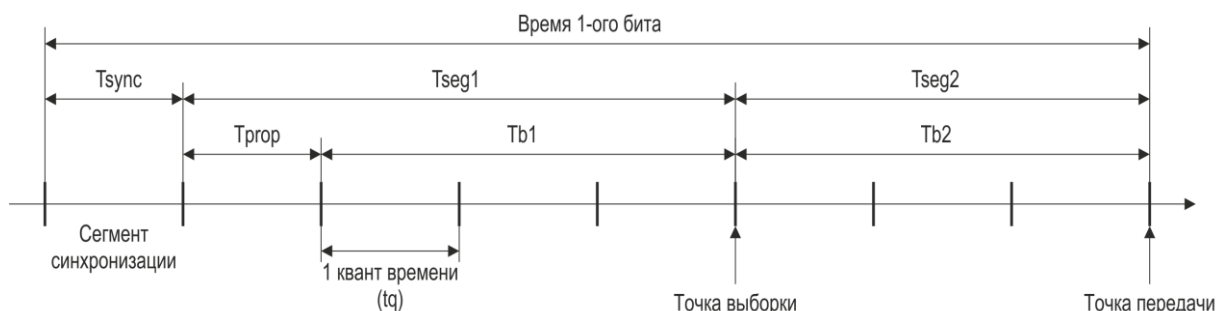 Время 1-ого бита
Tsync Tseg1 Tseg2
Tprop Tb1 Tb2
Сегмент
синхронизации
1 квант времени
(tq)
Точка выборки Точка передачи